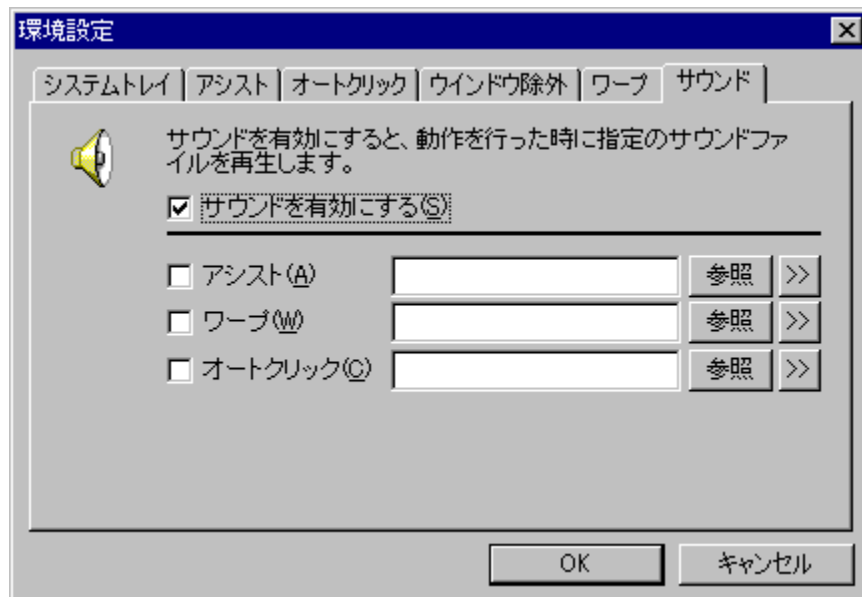 環境設定
システムトレイ アシスト オートクリック ウインドウ除外 ワープ サウンド
サウンドを有効にすると、動作を行った時に指定のサウンドファ
イルを再生します。
サウンドを有効にする(S)
アシスト(A) 参照 >>
ワープ(W) 参照 >>
オートクリック(C) 参照 >>
OK キャンセル